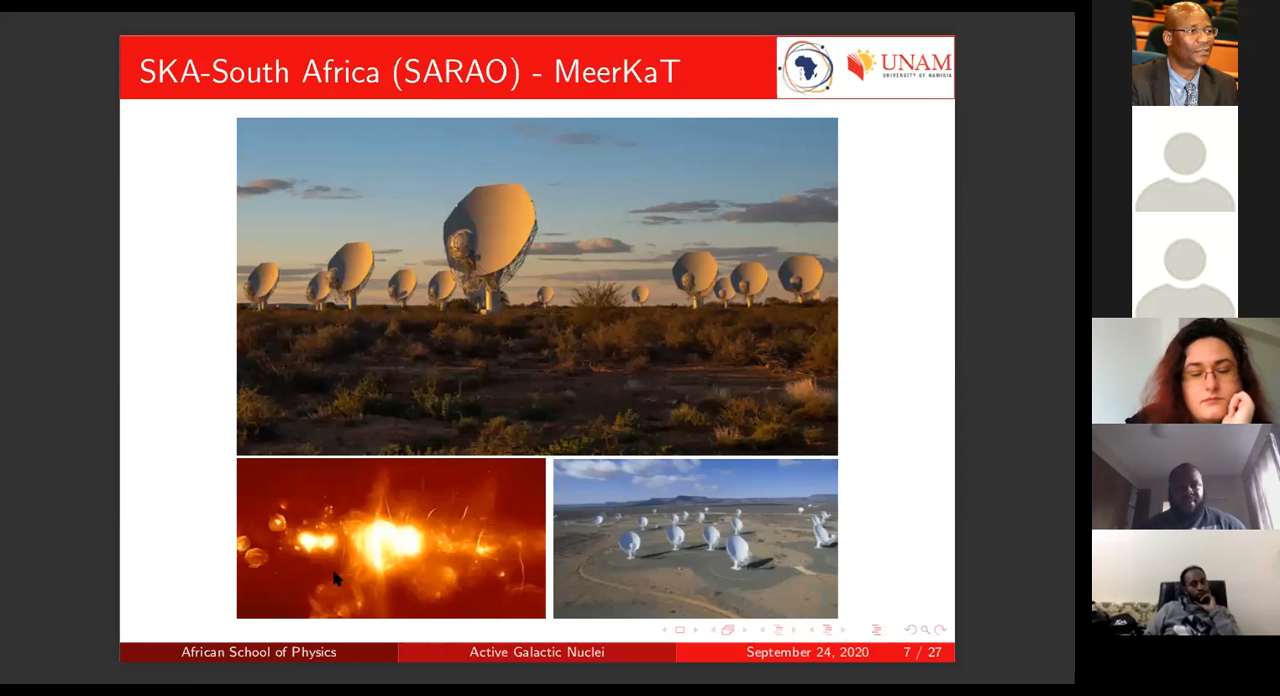 SKA-South Africa (SARAO) - MeerKaT
UNAM
UNIVERSITY OF NAMIBIA
African School of Physics
Active Galactic Nuclei
September 24, 2020
7 / 27